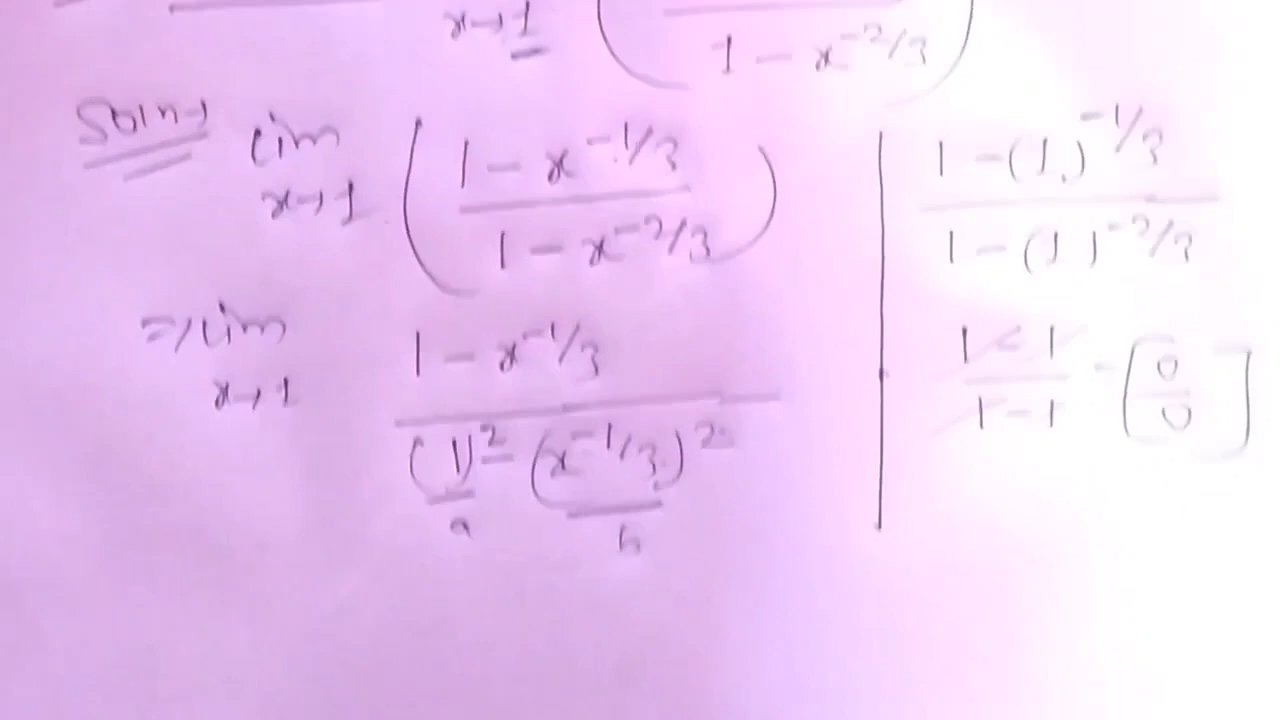 x→1 ( 1 - x^{-2/3} )
Soln→ lim x→1 ( (1 - x^{-1/3}) / (1 - x^{-2/3}) )
=> lim x→1 (1 - x^{-1/3}) / ((1)^2 - (x^{-1/3})^2)
a b
(1 - (1)^{-1/3}) / (1 - (1)^{-2/3})
(1 - 1) / (1 - 1) - [0/0]